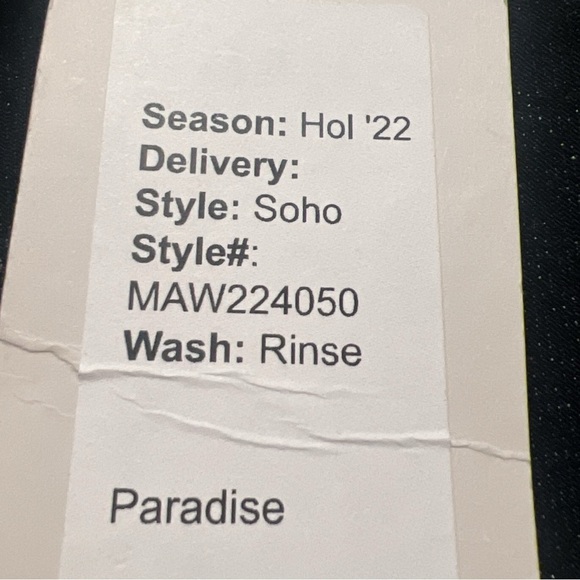 Season: Hol '22
Delivery:
Style: Soho
Style#:
MAW224050
Wash: Rinse
Paradise